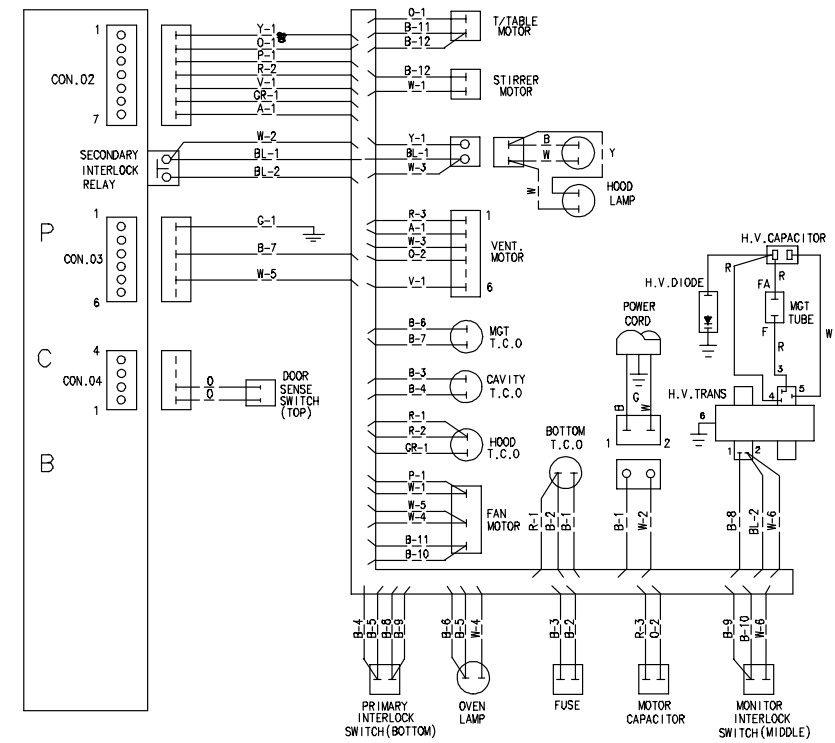 1
CON.02
7
Y-1
O-1
P-1
R-2
V-1
GR-1
A-1
SECONDARY
INTERLOCK
RELAY
W-2
BL-1
BL-2
P
1
CON.03
6
G-1
B-7
W-5
C
4
CON.04
1
O
O
DOOR
SENSE
SWITCH
(TOP)
B
O-1
B-11
B-12
T/TABLE
MOTOR
B-12
W-1
STIRRER
MOTOR
Y-1
BL-1
W-3
B
W
Y
W
HOOD
LAMP
R-3
A-1
W-3
O-2
V-1
1
VENT.
MOTOR
6
B-6
B-7
MGT
T.C.O
B-3
B-4
CAVITY
T.C.O
R-1
R-2
GR-1
HOOD
T.C.O
P-1
W-1
W-5
W-4
B-11
B-10
FAN
MOTOR
BOTTOM
T.C.O
R-1
B-2
B-1
POWER
CORD
B
G
W
1
2
B-1
W-2
H.V.CAPACITOR
H.V.DIODE
R
R
FA
MGT
TUBE
F
R
W
3
4
5
H.V.TRANS
6
1
2
B-8
BL-2
W-6
B-4
B-5
B-8
B-9
PRIMARY
INTERLOCK
SWITCH(BOTTOM)
B-6
B-5
W-4
OVEN
LAMP
B-3
B-2
FUSE
R-3
O-2
MOTOR
CAPACITOR
B-9
B-10
W-6
MONITOR
INTERLOCK
SWITCH(MIDDLE)